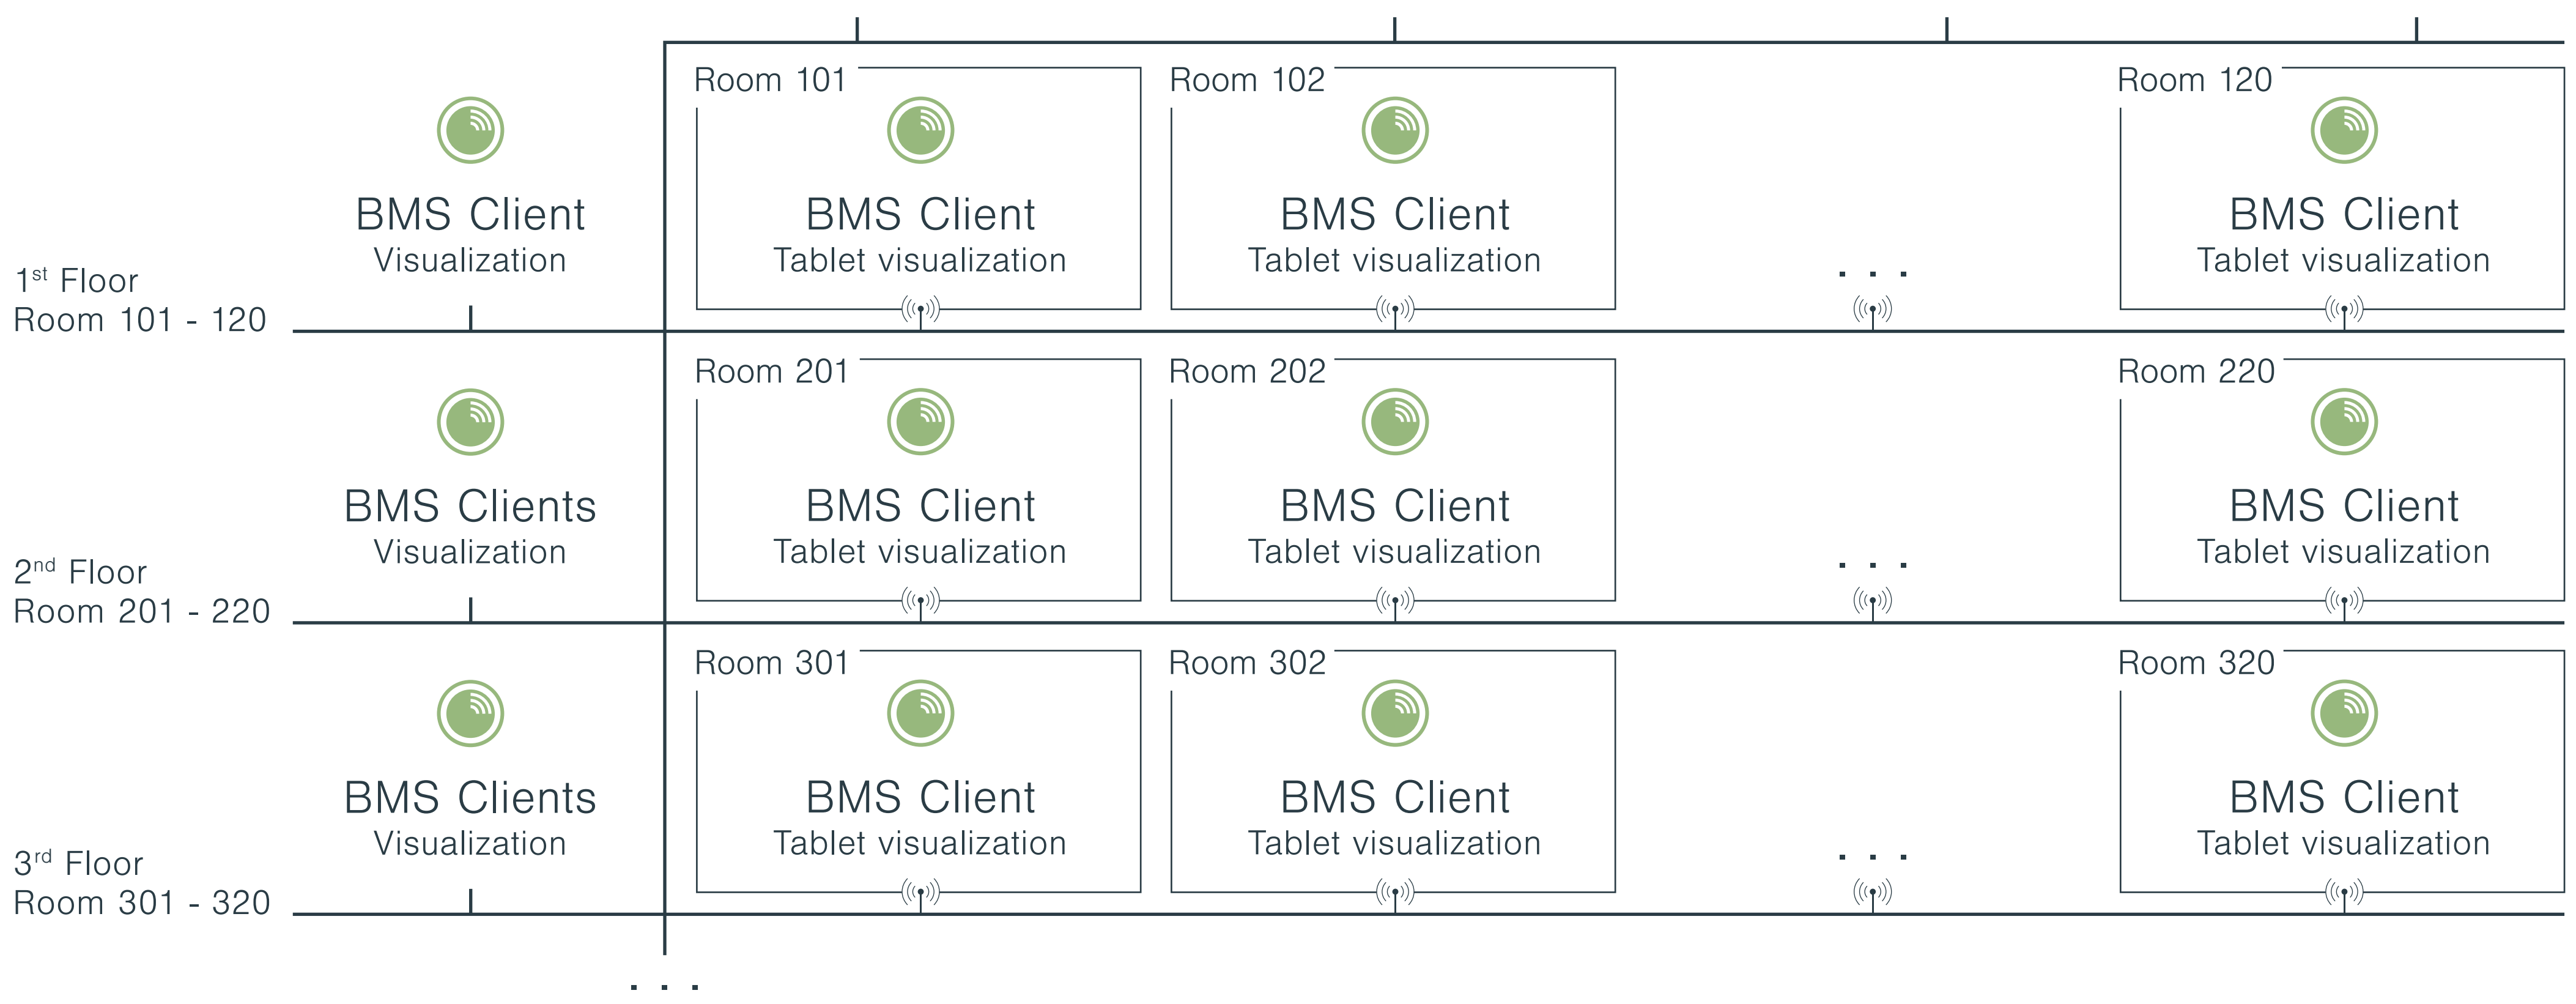 Room 101
Room 102
Room 120
BMS Client
Visualization
BMS Client
Tablet visualization
BMS Client
Tablet visualization
. . .
BMS Client
Tablet visualization
1st Floor
Room 101 - 120
Room 201
Room 202
Room 220
BMS Clients
Visualization
BMS Client
Tablet visualization
BMS Client
Tablet visualization
. . .
BMS Client
Tablet visualization
2nd Floor
Room 201 - 220
Room 301
Room 302
Room 320
BMS Clients
Visualization
BMS Client
Tablet visualization
BMS Client
Tablet visualization
. . .
BMS Client
Tablet visualization
3rd Floor
Room 301 - 320
. . .